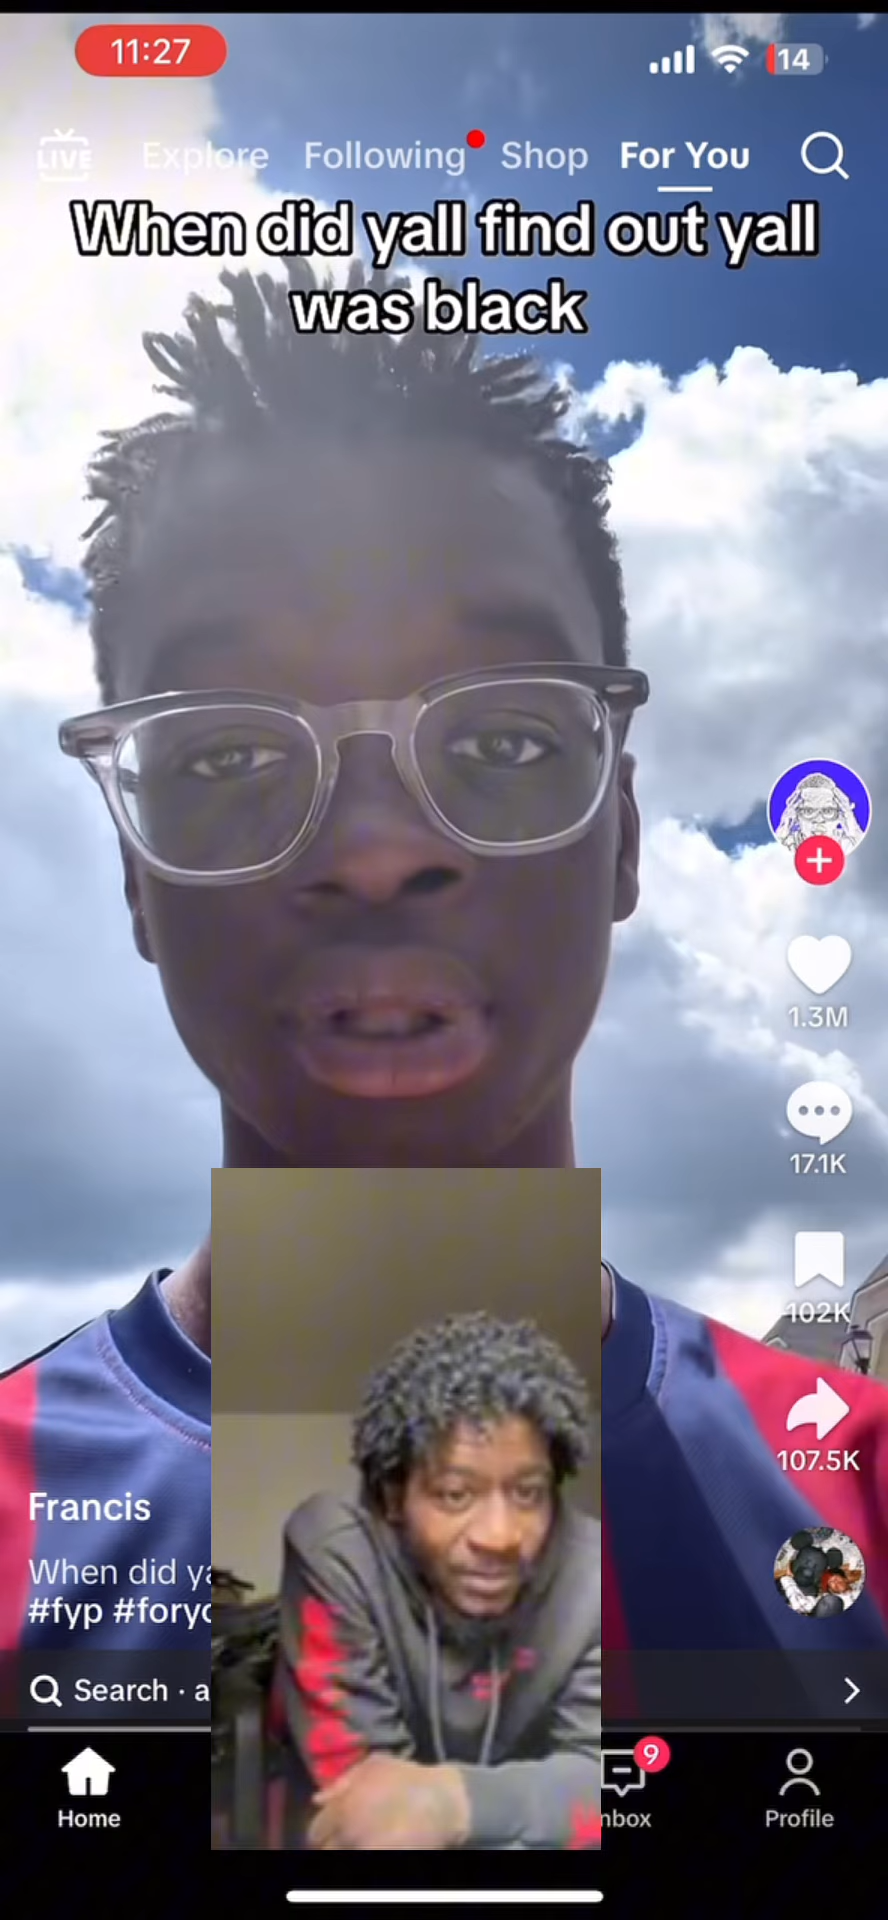 11:27
14
LIVE
Explore
Following
Shop
For You
When did yall find out yall
was black
1.3M
17.1K
102K
107.5K
Francis
When did ya
#fyp #foryo
Search · a
9
Home
nbox
Profile